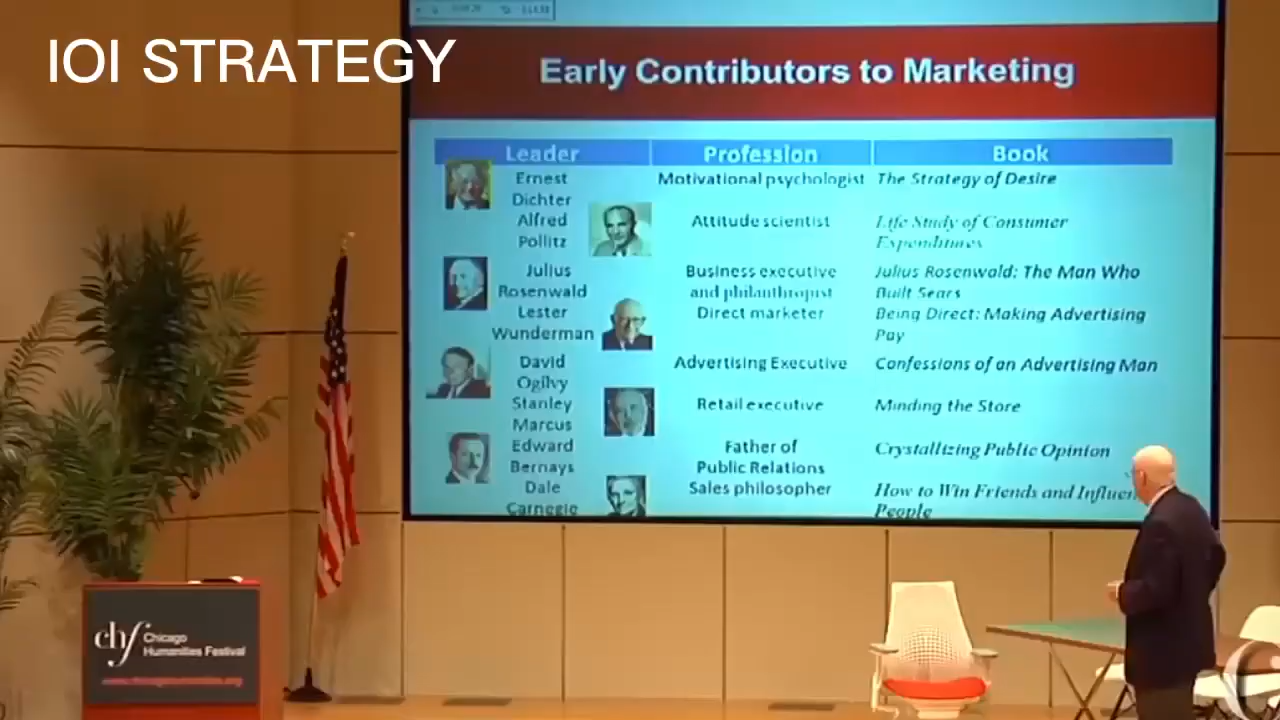 IOI STRATEGY
Early Contributors to Marketing
Leader Profession Book
Ernest Motivational psychologist The Strategy of Desire
Dichter
Alfred Attitude scientist Life Study of Consumer
Pollitz Expenditures
Julius Business executive Julius Rosenwald: The Man Who
Rosenwald and philanthropist Built Sears
Lester Direct marketer Being Direct: Making Advertising
Wunderman Pay
David Advertising Executive Confessions of an Advertising Man
Ogilvy
Stanley Retail executive Minding the Store
Marcus
Edward Father of Crystallizing Public Opinion
Bernays Public Relations
Dale Sales philosopher How to Win Friends and Influen
Carnegie People
chf Chicago
Humanities Festival